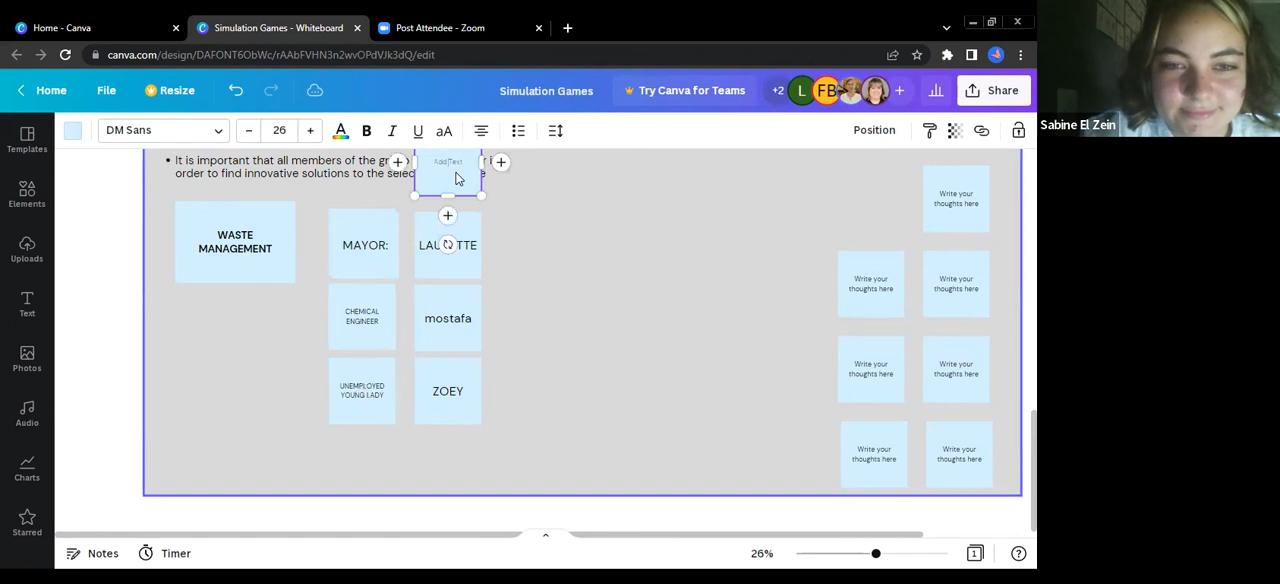 Home - Canva
Simulation Games - Whiteboard
Post Attendee - Zoom
canva.com/design/DAFONT6ObWc/rAAbFVHN3n2wvOPdVJk3dQ/edit
Home
File
Resize
Simulation Games
Try Canva for Teams
+2
L
FB
Share
Sabine El Zein
DM Sans
26
A
B
I
U
aA
Position
Templates
Elements
Uploads
Text
Photos
Audio
Charts
Starred
It is important that all members of the
Add Text
order to find innovative solutions to the
WASTE
MANAGEMENT
MAYOR:
CHEMICAL
ENGINEER
mostafa
UNEMPLOYED
YOUNG LADY
ZOEY
Write your
thoughts here
Write your
thoughts here
Write your
thoughts here
Write your
thoughts here
Write your
thoughts here
Write your
thoughts here
Write your
thoughts here
Notes
Timer
26%
1
?